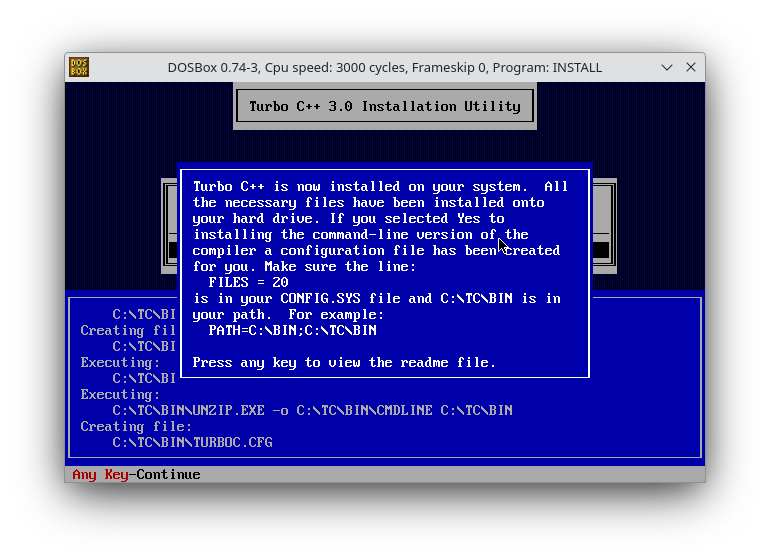 DOS
BOX
DOSBox 0.74-3, Cpu speed: 3000 cycles, Frameskip 0, Program: INSTALL
Turbo C++ 3.0 Installation Utility
Turbo C++ is now installed on your system.  All
the necessary files have been installed onto
your hard drive. If you selected Yes to
installing the command-line version of the
compiler a configuration file has been created
for you. Make sure the line:
FILES = 20
is in your CONFIG.SYS file and C:\TC\BIN is in
your path.  For example:
PATH=C:\BIN;C:\TC\BIN
Press any key to view the readme file.
C:\TC\BI
Creating fil
C:\TC\BI
Executing:
C:\TC\BI
Executing:
C:\TC\BIN\UNZIP.EXE -o C:\TC\BIN\CMDLINE C:\TC\BIN
Creating file:
C:\TC\BIN\TURBOC.CFG
Any Key-Continue